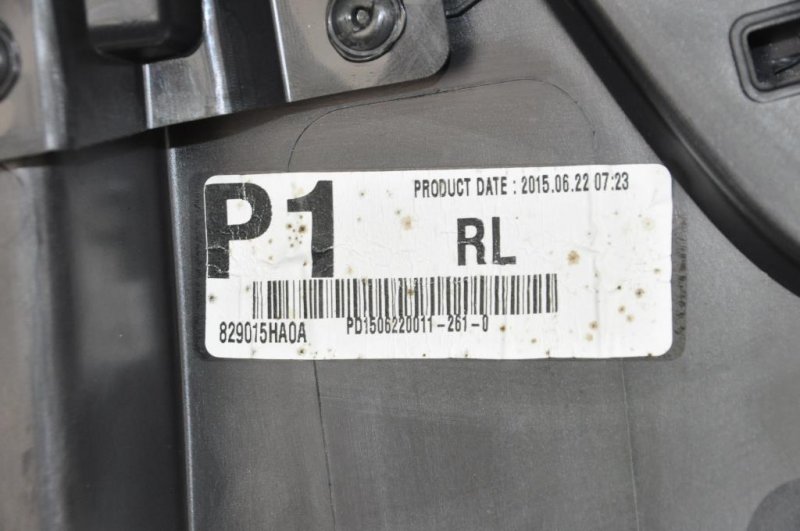 P1
PRODUCT DATE : 2015.06.22 07:23
RL
829015HA0A
PD1506220011-261-0